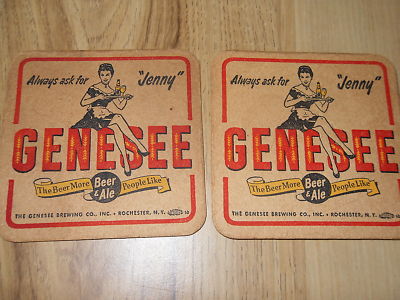 Always ask for "Jenny"
GENESEE
The Beer More Beer & Ale People Like
THE GENESEE BREWING CO., INC. • ROCHESTER, N. Y.
Always ask for "Jenny"
GENESEE
The Beer More Beer & Ale People Like
THE GENESEE BREWING CO., INC. • ROCHESTER, N. Y.